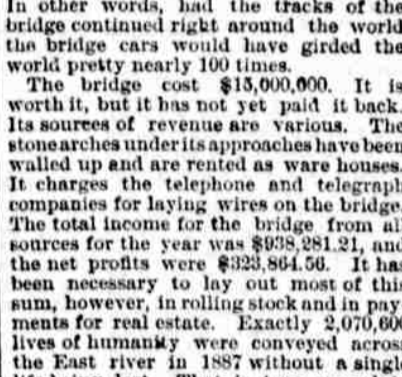 In other words, had the tracks of the
bridge continued right around the world
the bridge cars would have girded the
world pretty nearly 100 times.
The bridge cost $15,000,000. It is
worth it, but it has not yet paid it back.
Its sources of revenue are various. The
stone arches under its approaches have been
walled up and are rented as ware houses.
It charges the telephone and telegraph
companies for laying wires on the bridge.
The total income for the bridge from all
sources for the year was $938,281.21, and
the net profits were $323,864.56. It has
been necessary to lay out most of this
sum, however, in rolling stock and in pay
ments for real estate. Exactly 2,070,600
lives of humanity were conveyed across
the East river in 1887 without a single